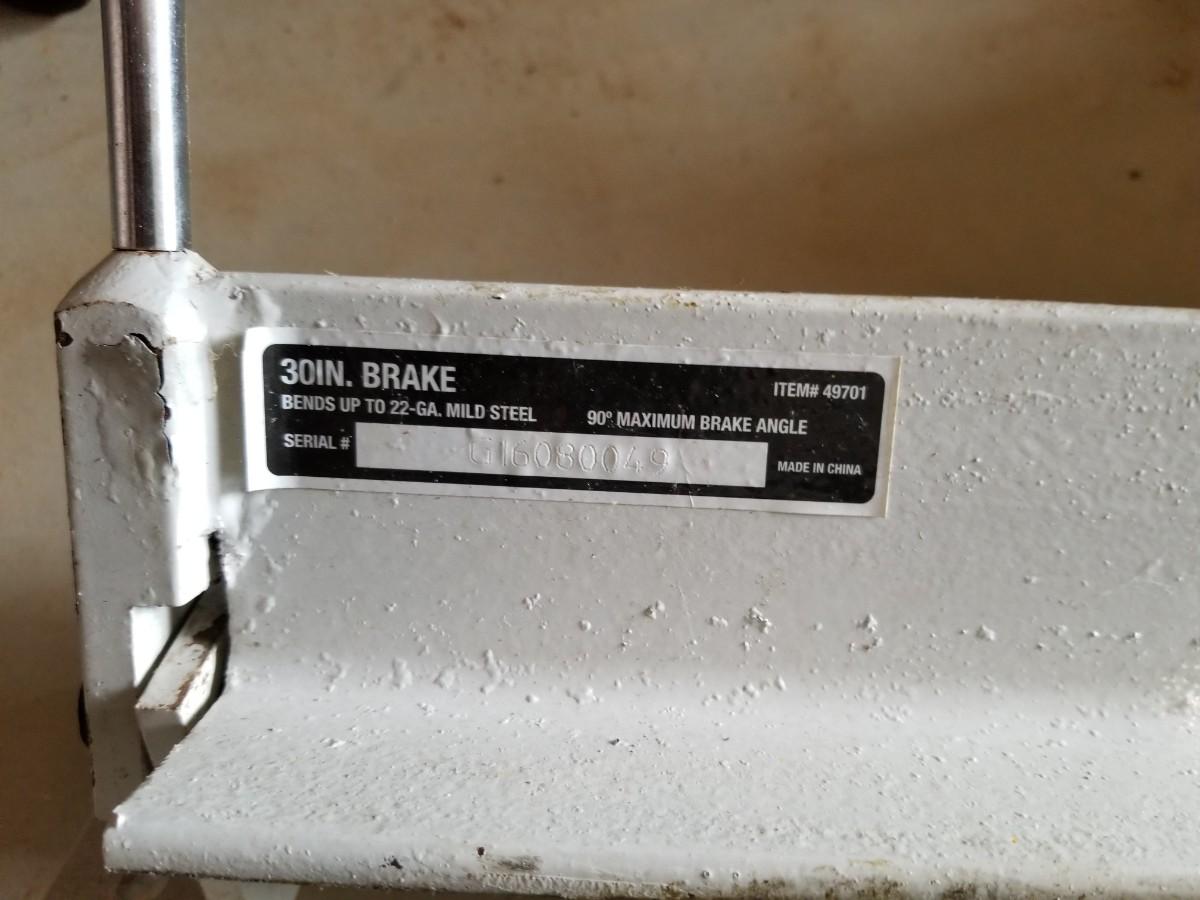 30IN. BRAKE
ITEM# 49701
BENDS UP TO 22-GA. MILD STEEL
90° MAXIMUM BRAKE ANGLE
SERIAL # G16080049
MADE IN CHINA